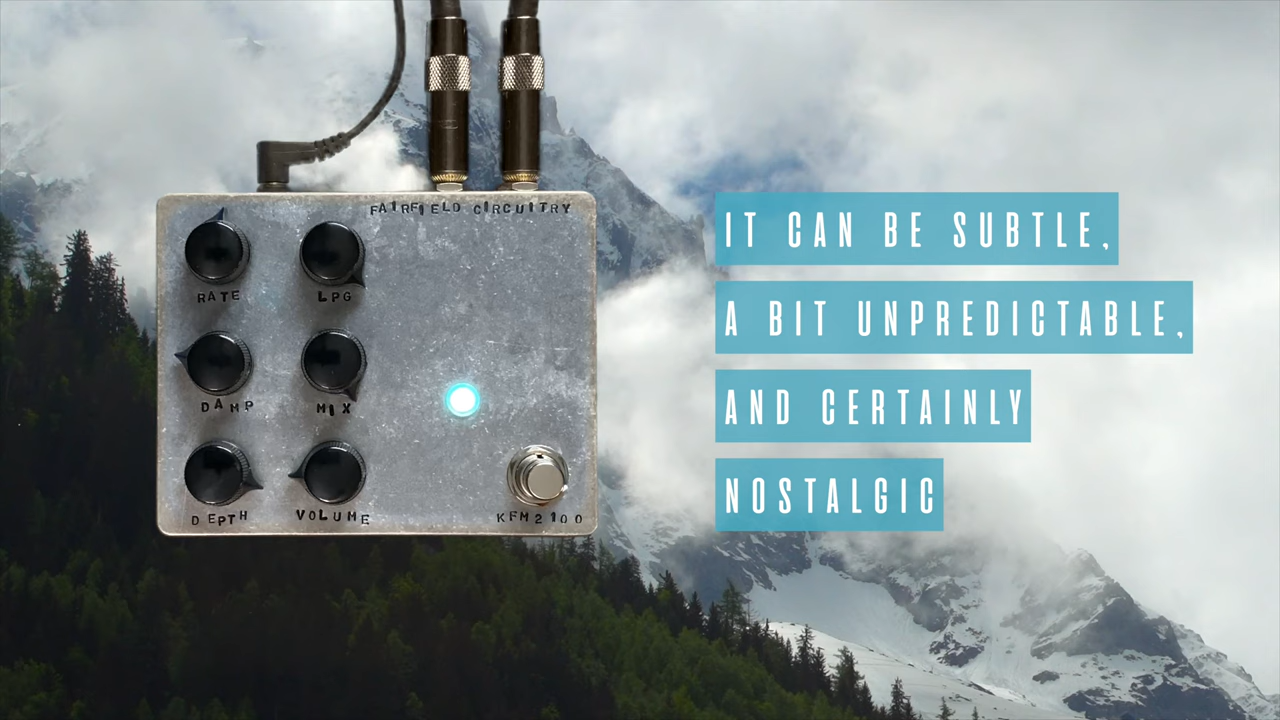 FAIRFIELD CIRCUITRY
RATE
LPG
DAMP
MIX
DEPTH
VOLUME
KFM2100
IT CAN BE SUBTLE,
A BIT UNPREDICTABLE,
AND CERTAINLY
NOSTALGIC